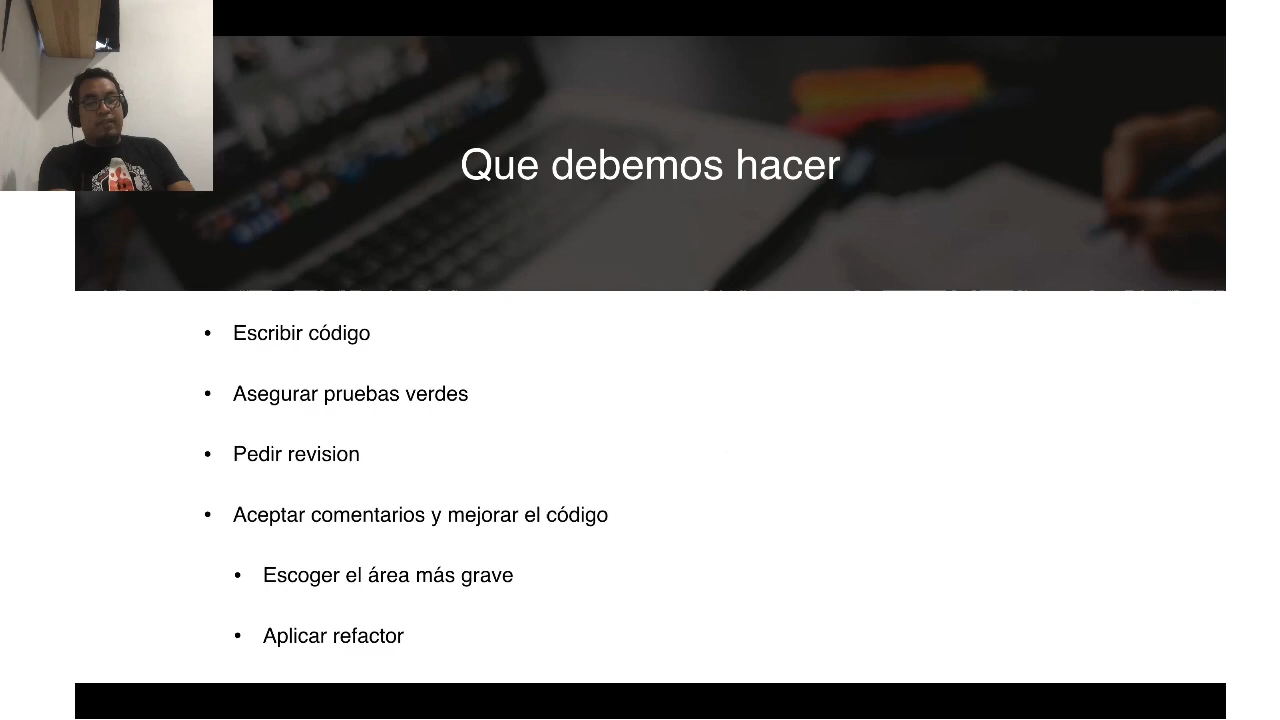 Que debemos hacer
• Escribir código
• Asegurar pruebas verdes
• Pedir revision
• Aceptar comentarios y mejorar el código
• Escoger el área más grave
• Aplicar refactor